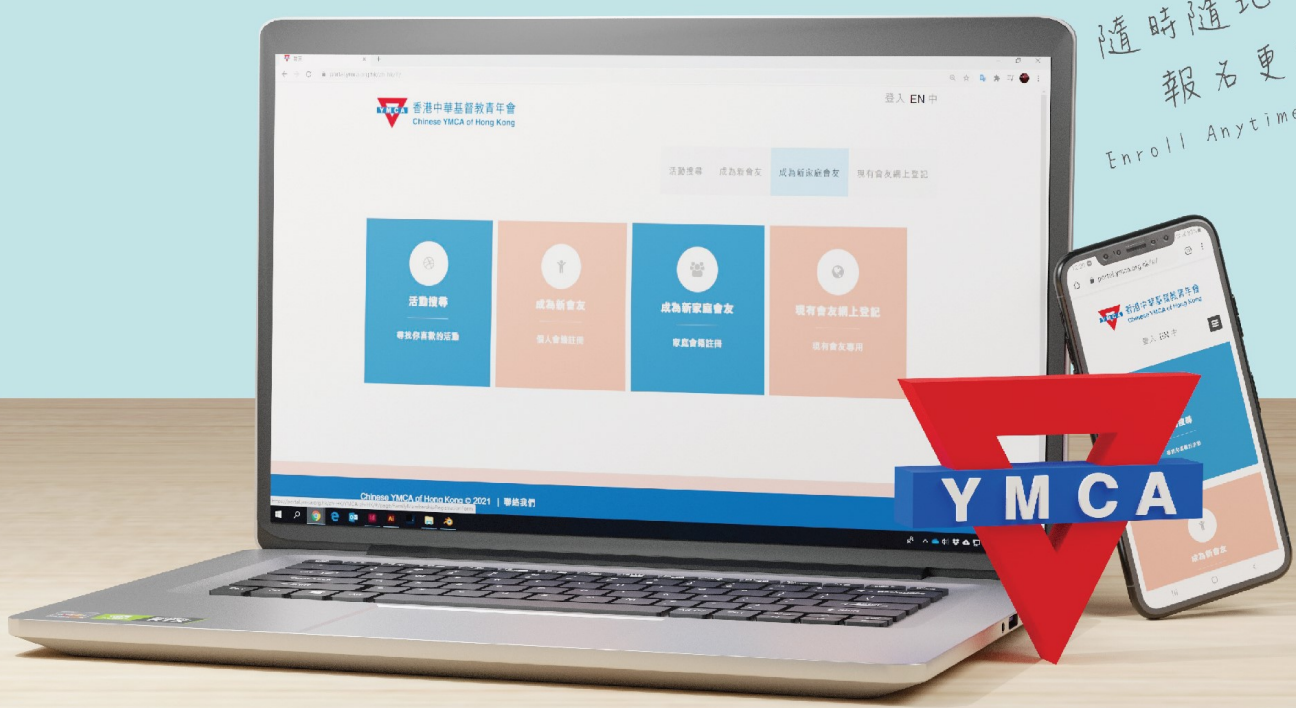 隨時隨地
報名更
Enroll Anytime
登入 EN 中
YMCA 香港中華基督教青年會
Chinese YMCA of Hong Kong
活動搜尋 成為新會友 成為新家庭會友 現有會友網上登記
活動搜尋
尋找你喜歡的活動
成為新會友
個人會籍註冊
成為新家庭會友
家庭會籍註冊
現有會友網上登記
現有會友專用
Chinese YMCA of Hong Kong © 2021 | 聯絡我們
portal.ymca.org.hk
YMCA 香港中華基督教青年會
Chinese YMCA of Hong Kong
登入 EN 中
成為新會友
YMCA